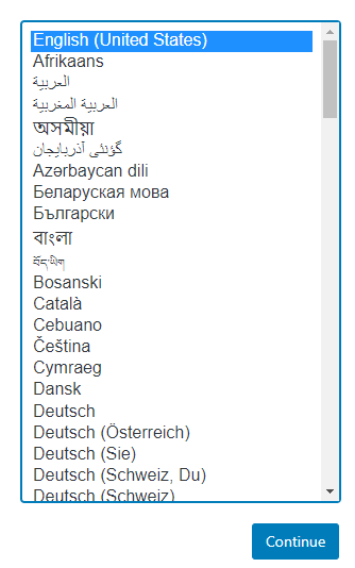 English (United States)
Afrikaans
العربية
العربية المغربية
অসমীয়া
گؤنئی آذربایجان
Azərbaycan dili
Беларуская мова
Български
বাংলা
བོད་ཡིག
Bosanski
Català
Cebuano
Čeština
Cymraeg
Dansk
Deutsch
Deutsch (Österreich)
Deutsch (Sie)
Deutsch (Schweiz, Du)
Deutsch (Schweiz)
Continue